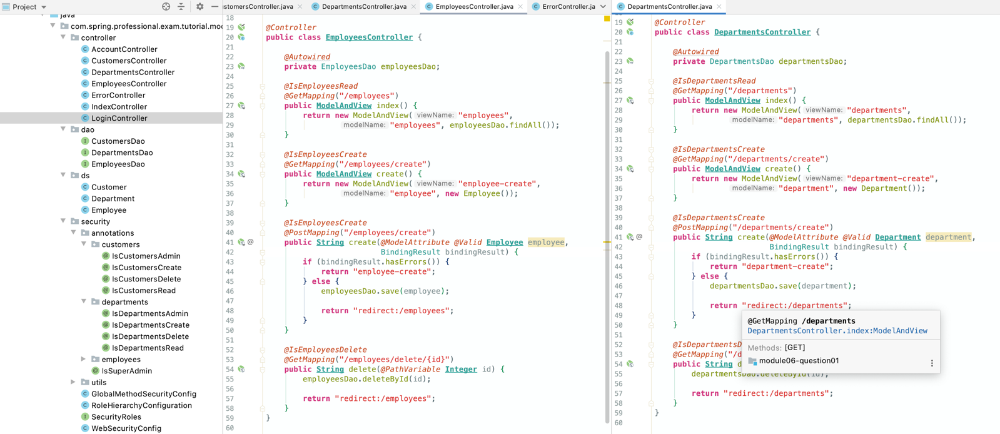 Project
stomersController.java
DepartmentsController.java
EmployeesController.java
ErrorController.ja
DepartmentsController.java
java
com.spring.professional.exam.tutorial.mo
controller
AccountController
CustomersController
DepartmentsController
EmployeesController
ErrorController
IndexController
LoginController
dao
CustomersDao
DepartmentsDao
EmployeesDao
ds
Customer
Department
Employee
security
annotations
customers
IsCustomersAdmin
IsCustomersCreate
IsCustomersDelete
IsCustomersRead
departments
IsDepartmentsAdmin
IsDepartmentsCreate
IsDepartmentsDelete
IsDepartmentsRead
employees
IsSuperAdmin
utils
GlobalMethodSecurityConfig
RoleHierarchyConfiguration
SecurityRoles
WebSecurityConfig
18
19 @Controller
20 public class EmployeesController {
21
22 @Autowired
23 private EmployeesDao employeesDao;
24
25 @IsEmployeesRead
26 @GetMapping("/employees")
27 public ModelAndView index() {
28 return new ModelAndView( viewName: "employees",
29 modelName: "employees", employeesDao.findAll());
30 }
31
32 @IsEmployeesCreate
33 @GetMapping("/employees/create")
34 public ModelAndView create() {
35 return new ModelAndView( viewName: "employee-create",
36 modelName: "employee", new Employee());
37 }
38
39 @IsEmployeesCreate
40 @PostMapping("/employees/create")
41 @ public String create(@ModelAttribute @Valid Employee employee,
42 BindingResult bindingResult) {
43 if (bindingResult.hasErrors()) {
44 return "employee-create";
45 } else {
46 employeesDao.save(employee);
47
48 return "redirect:/employees";
49 }
50 }
51
52 @IsEmployeesDelete
53 @GetMapping("/employees/delete/{id}")
54 public String delete(@PathVariable Integer id) {
55 employeesDao.deleteById(id);
56
57 return "redirect:/employees";
58 }
59 }
60
19 @Controller
20 public class DepartmentsController {
21
22 @Autowired
23 private DepartmentsDao departmentsDao;
24
25 @IsDepartmentsRead
26 @GetMapping("/departments")
27 public ModelAndView index() {
28 return new ModelAndView( viewName: "departments",
29 modelName: "departments", departmentsDao.findAll());
30 }
31
32 @IsDepartmentsCreate
33 @GetMapping("/departments/create")
34 public ModelAndView create() {
35 return new ModelAndView( viewName: "department-create",
36 modelName: "department", new Department());
37 }
38
39 @IsDepartmentsCreate
40 @PostMapping("/departments/create")
41 @ public String create(@ModelAttribute @Valid Department department,
42 BindingResult bindingResult) {
43 if (bindingResult.hasErrors()) {
44 return "department-create";
45 } else {
46 departmentsDao.save(department);
47
48 return "redirect:/departments";
49 }
50 }
51
52 @IsDepartmentsD
53 @GetMapping("/d
54 public String d
55 departmentsDao.deleteById(id);
56
57 return "redirect:/departments";
58 }
59 }
60
@GetMapping /departments
DepartmentsController.index:ModelAndView
Methods: [GET]
module06-question01